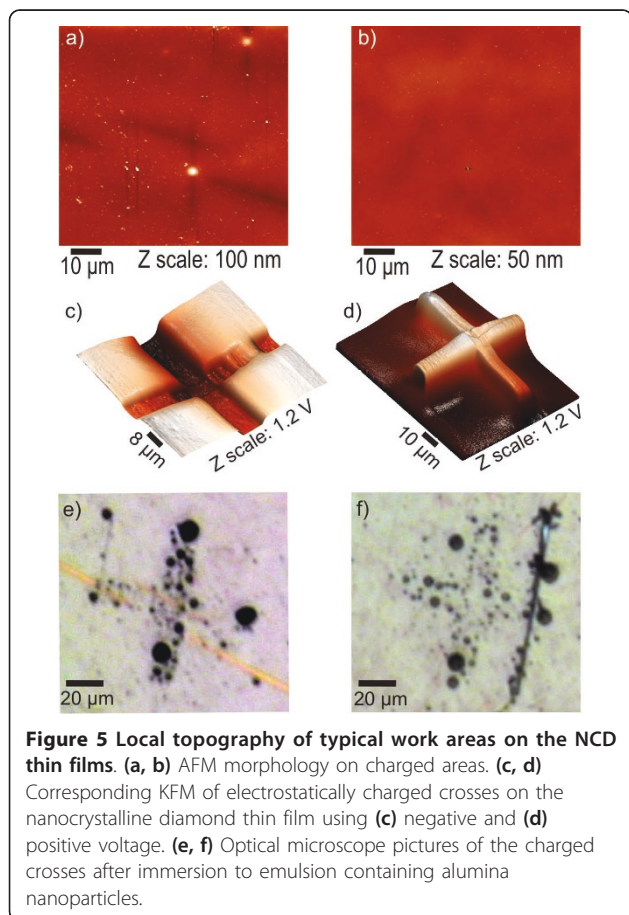 a)
b)
10 µm
Z scale: 100 nm
10 µm
Z scale: 50 nm
c)
d)
8 µm
Z scale: 1.2 V
10 µm
Z scale: 1.2 V
e)
f)
20 µm
20 µm
Figure 5 Local topography of typical work areas on the NCD
thin films. (a, b) AFM morphology on charged areas. (c, d)
Corresponding KFM of electrostatically charged crosses on the
nanocrystalline diamond thin film using (c) negative and (d)
positive voltage. (e, f) Optical microscope pictures of the charged
crosses after immersion to emulsion containing alumina
nanoparticles.